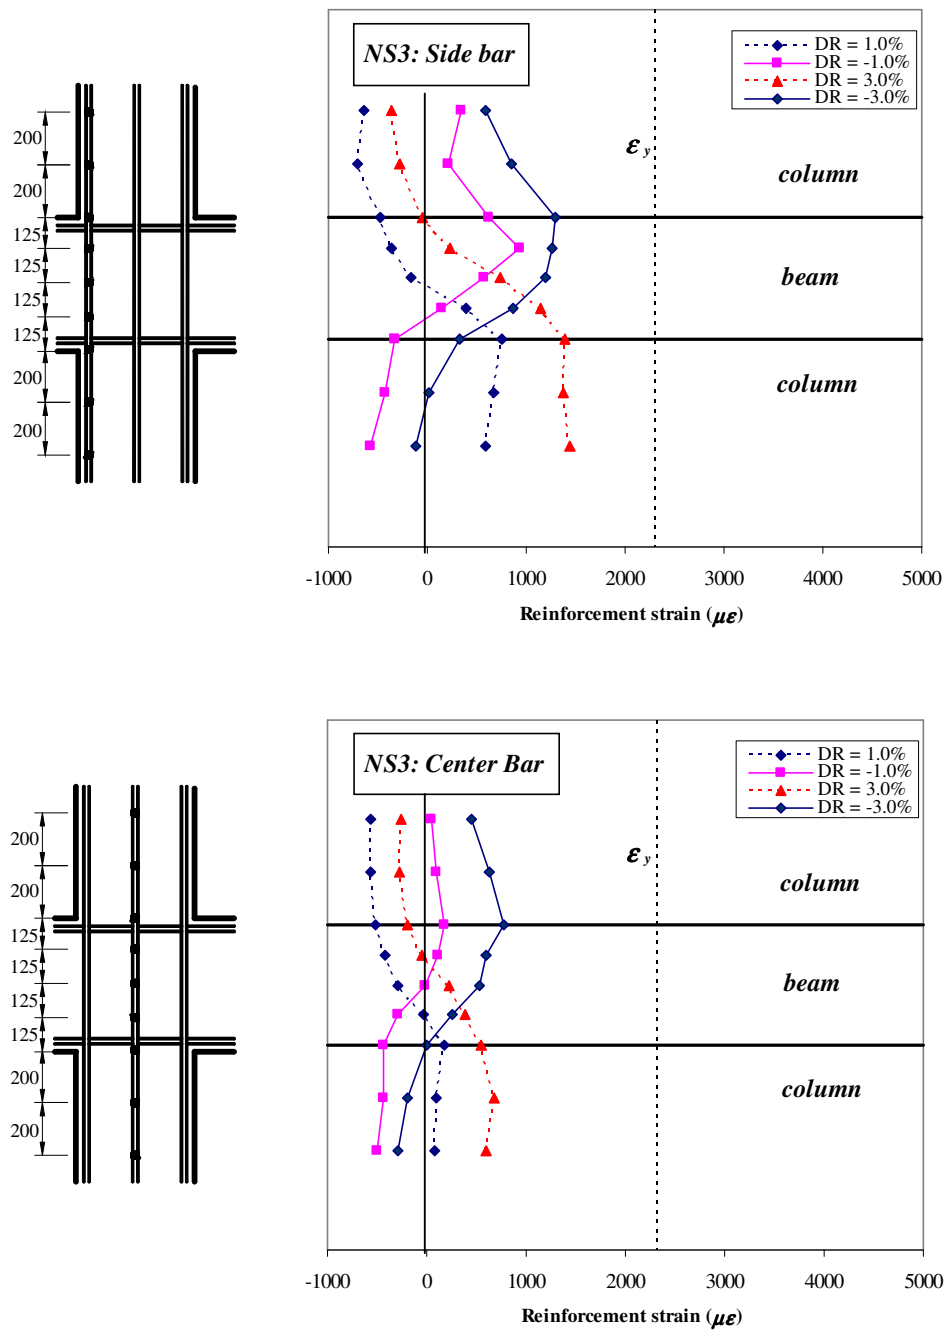 NS3: Side bar
DR = 1.0%
DR = -1.0%
DR = 3.0%
DR = -3.0%
200
200
125
125
125
125
200
200
ε y
column
beam
column
-1000 0 1000 2000 3000 4000 5000
Reinforcement strain (με)
NS3: Center Bar
DR = 1.0%
DR = -1.0%
DR = 3.0%
DR = -3.0%
200
200
125
125
125
125
200
200
ε y
column
beam
column
-1000 0 1000 2000 3000 4000 5000
Reinforcement strain (με)